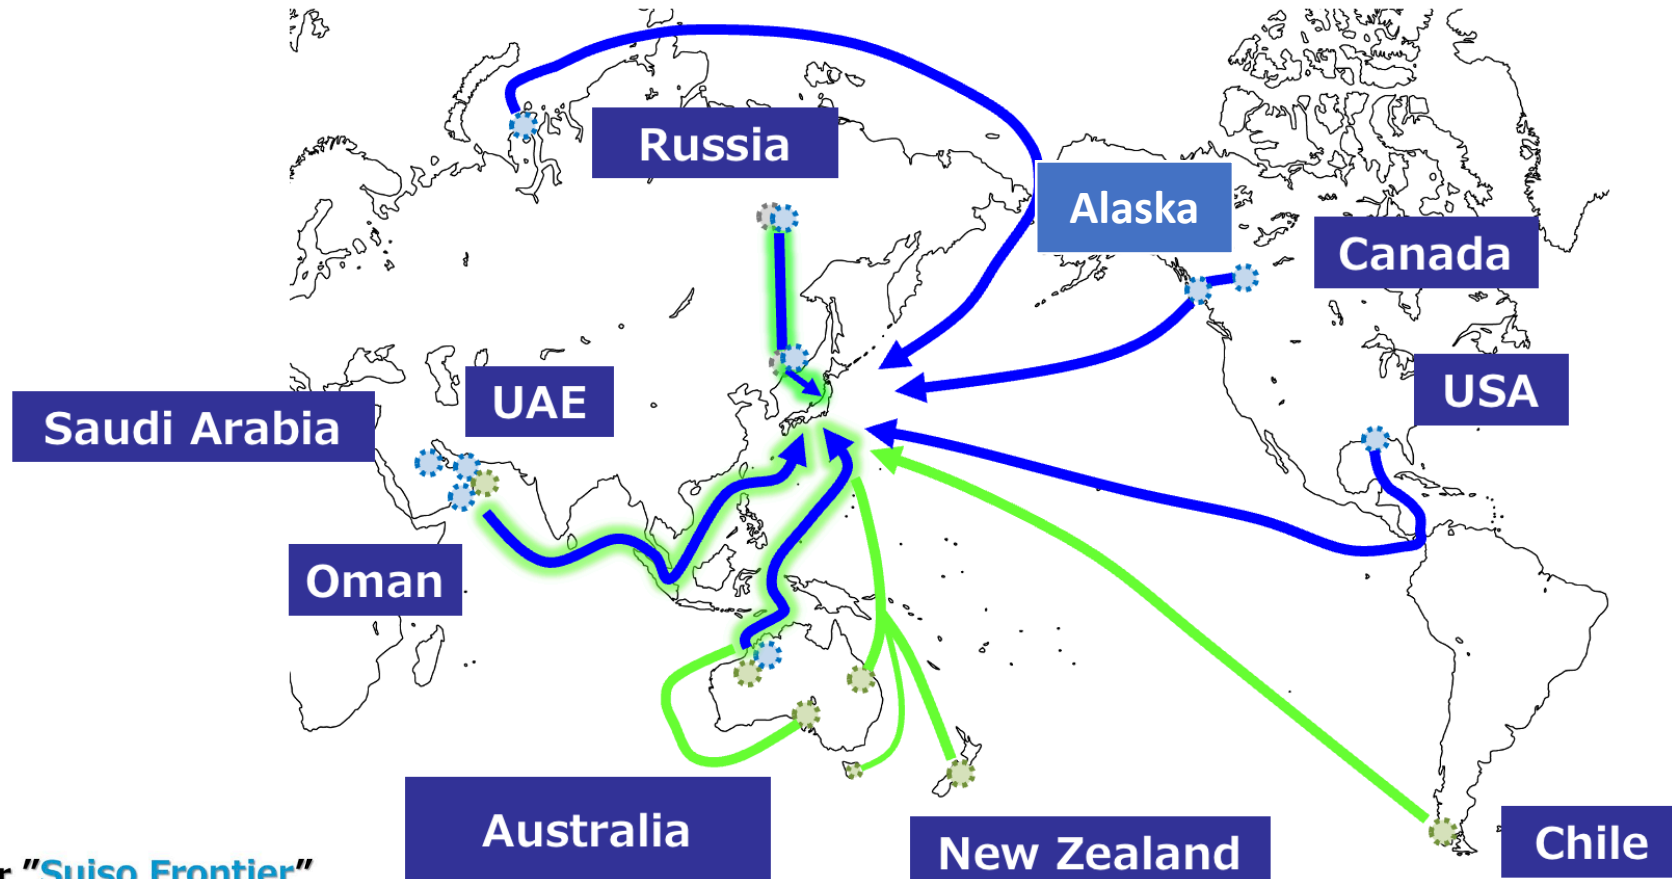 Russia
Alaska
Canada
UAE
USA
Saudi Arabia
Oman
Australia
New Zealand
Chile
"Suiso Frontier"